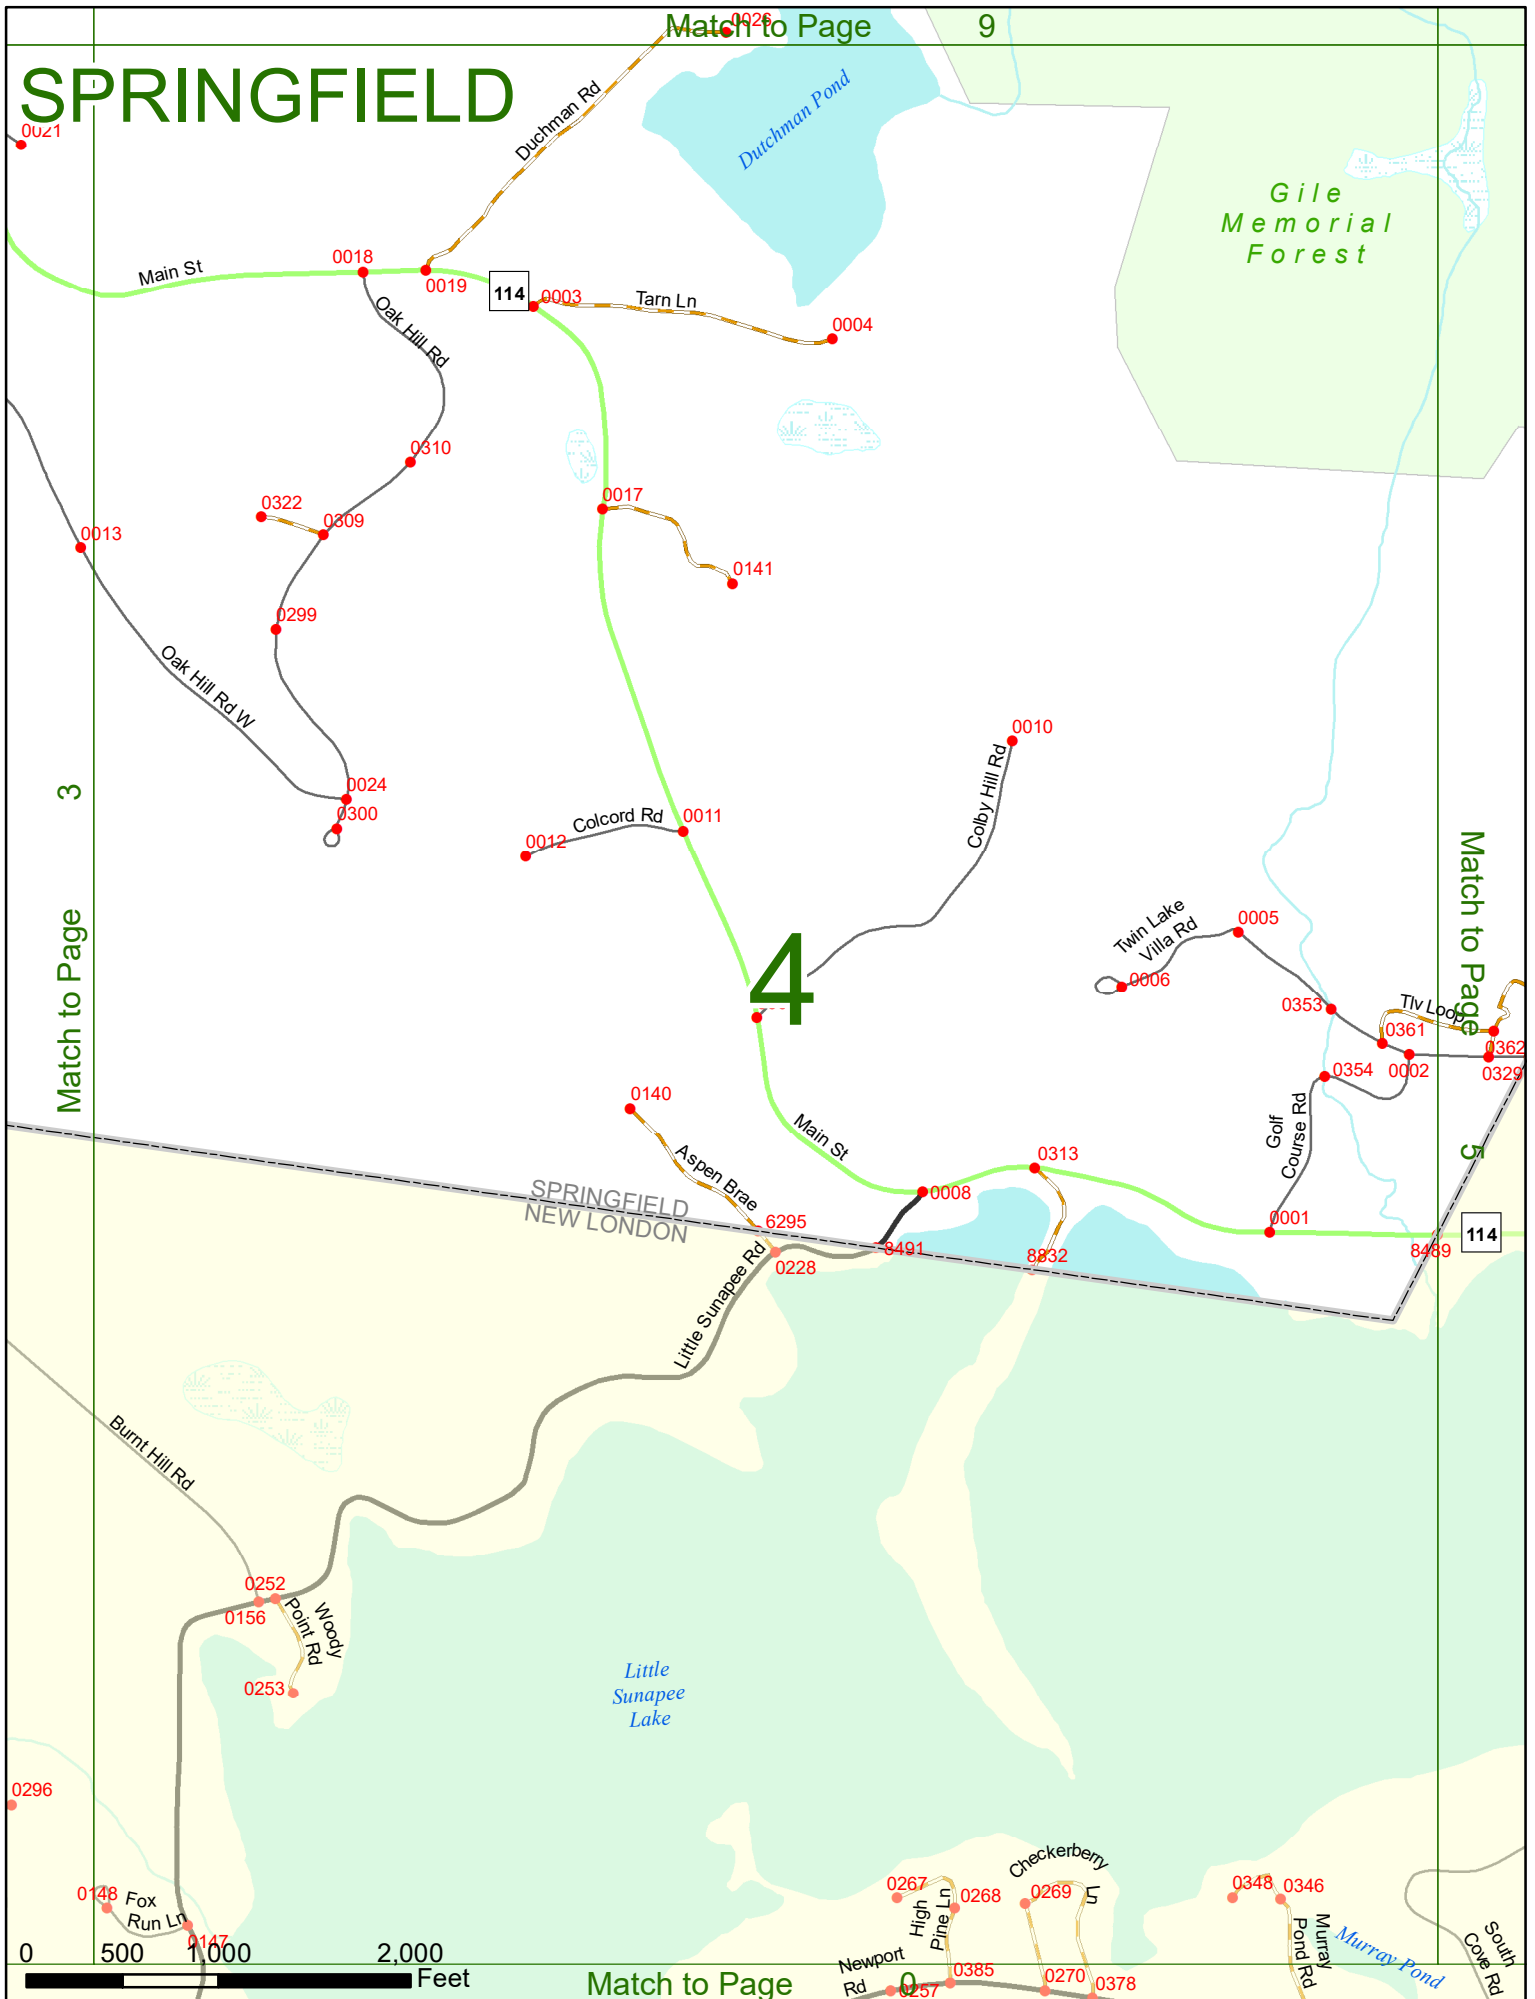 0026
Match to Page 9
SPRINGFIELD
0021
Duchman Rd
Dutchman Pond
Gile
Memorial
Forest
Main St
0018
0019
114
0003
Tarn Ln
0004
Oak Hill Rd
0310
0322
0309
0017
0013
0141
0299
Oak Hill Rd W
0010
Colby Hill Rd
3
Match to Page
0024
0300
Colcord Rd
0011
0012
Match to Page
5
4
Twin Lake
Villa Rd
0005
0006
0353
Tlv Loop
0361
0362
0002
0329
0354
Golf
Course Rd
0140
Main St
Aspen Brae
0313
0008
SPRINGFIELD
NEW LONDON
6295
0001
114
8489
8491
8832
0228
Little Sunapee Rd
Burnt Hill Rd
0252
0156
Woody
Point Rd
0253
Little
Sunapee
Lake
0296
0148
Fox
Run Ln
0147
Checkerberry
Ln
0267
0268
0269
High
Pine Ln
0348
0346
Murray
Pond Rd
Murray Pond
South
Cove Rd
Newport
Rd
0257
0385
0270
0378
0 500 1,000 2,000
Feet
Match to Page 0